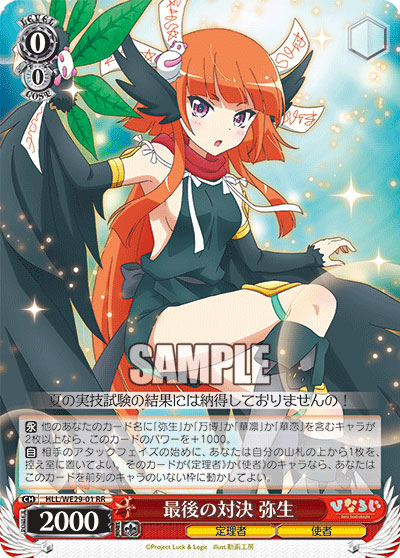 LEVEL
0
0
COST
SAMPLE
夏の実技試験の結果には納得しておりませんの！
永 他のあなたのカード名に「弥生」か「万博」か「華凛」か「華恋」を含むキャラが
2枚以上なら、このカードのパワーを+1000。
自 相手のアタックフェイズの始めに、あなたは自分の山札の上から1枚を、
控え室に置いてよい。そのカードが《定理者》か《使者》のキャラなら、あなたは
このカードを前列のキャラのいない枠に動かしてよい。
CH HLL/WE29-01 RR
2000
最後の対決 弥生
ひなろじ
定理者
使者
©Project Luck & Logic illust.動画工房